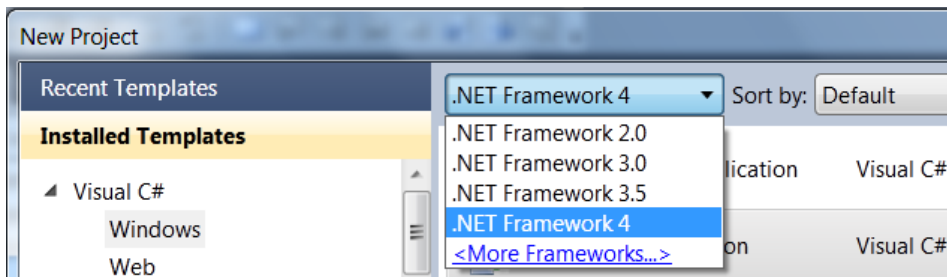 New Project
Recent Templates
.NET Framework 4
Sort by:
Default
Installed Templates
.NET Framework 2.0
.NET Framework 3.0
.NET Framework 3.5
.NET Framework 4
<More Frameworks...>
Visual C#
Windows
Web
lication
Visual C#
on
Visual C#